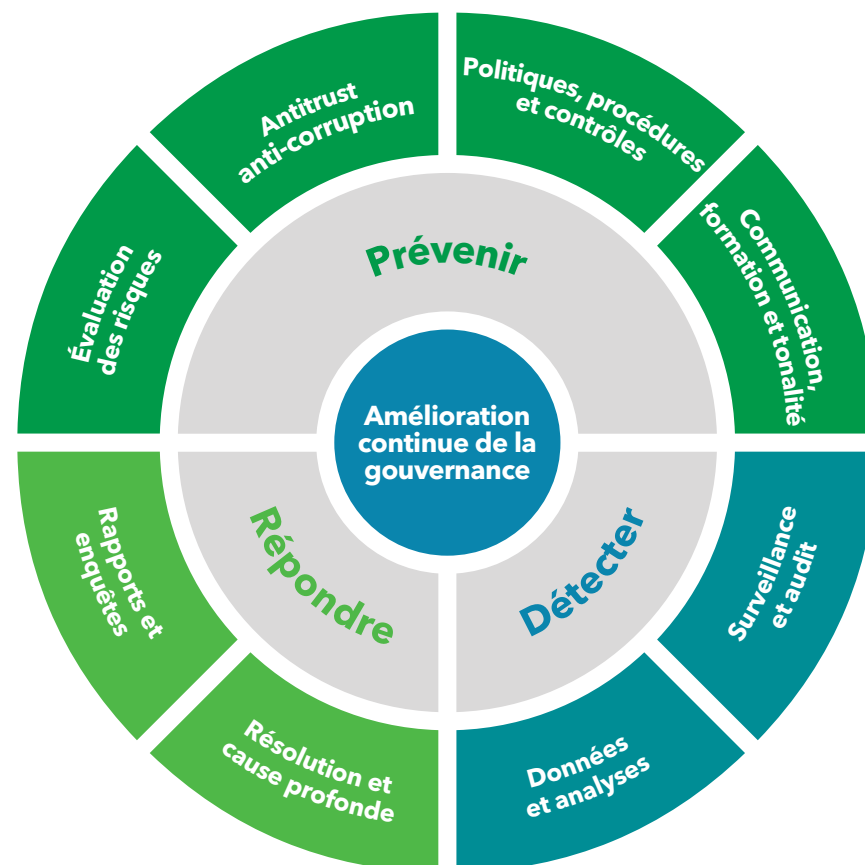 Antitrust
anti-corruption
Politiques, procédures
et contrôles
Évaluation
des risques
Communication,
formation et tonalité
Prévenir
Amélioration
continue de la
gouvernance
Répondre
Détecter
Rapports et
enquêtes
Surveillance
et audit
Résolution et
cause profonde
Données
et analyses